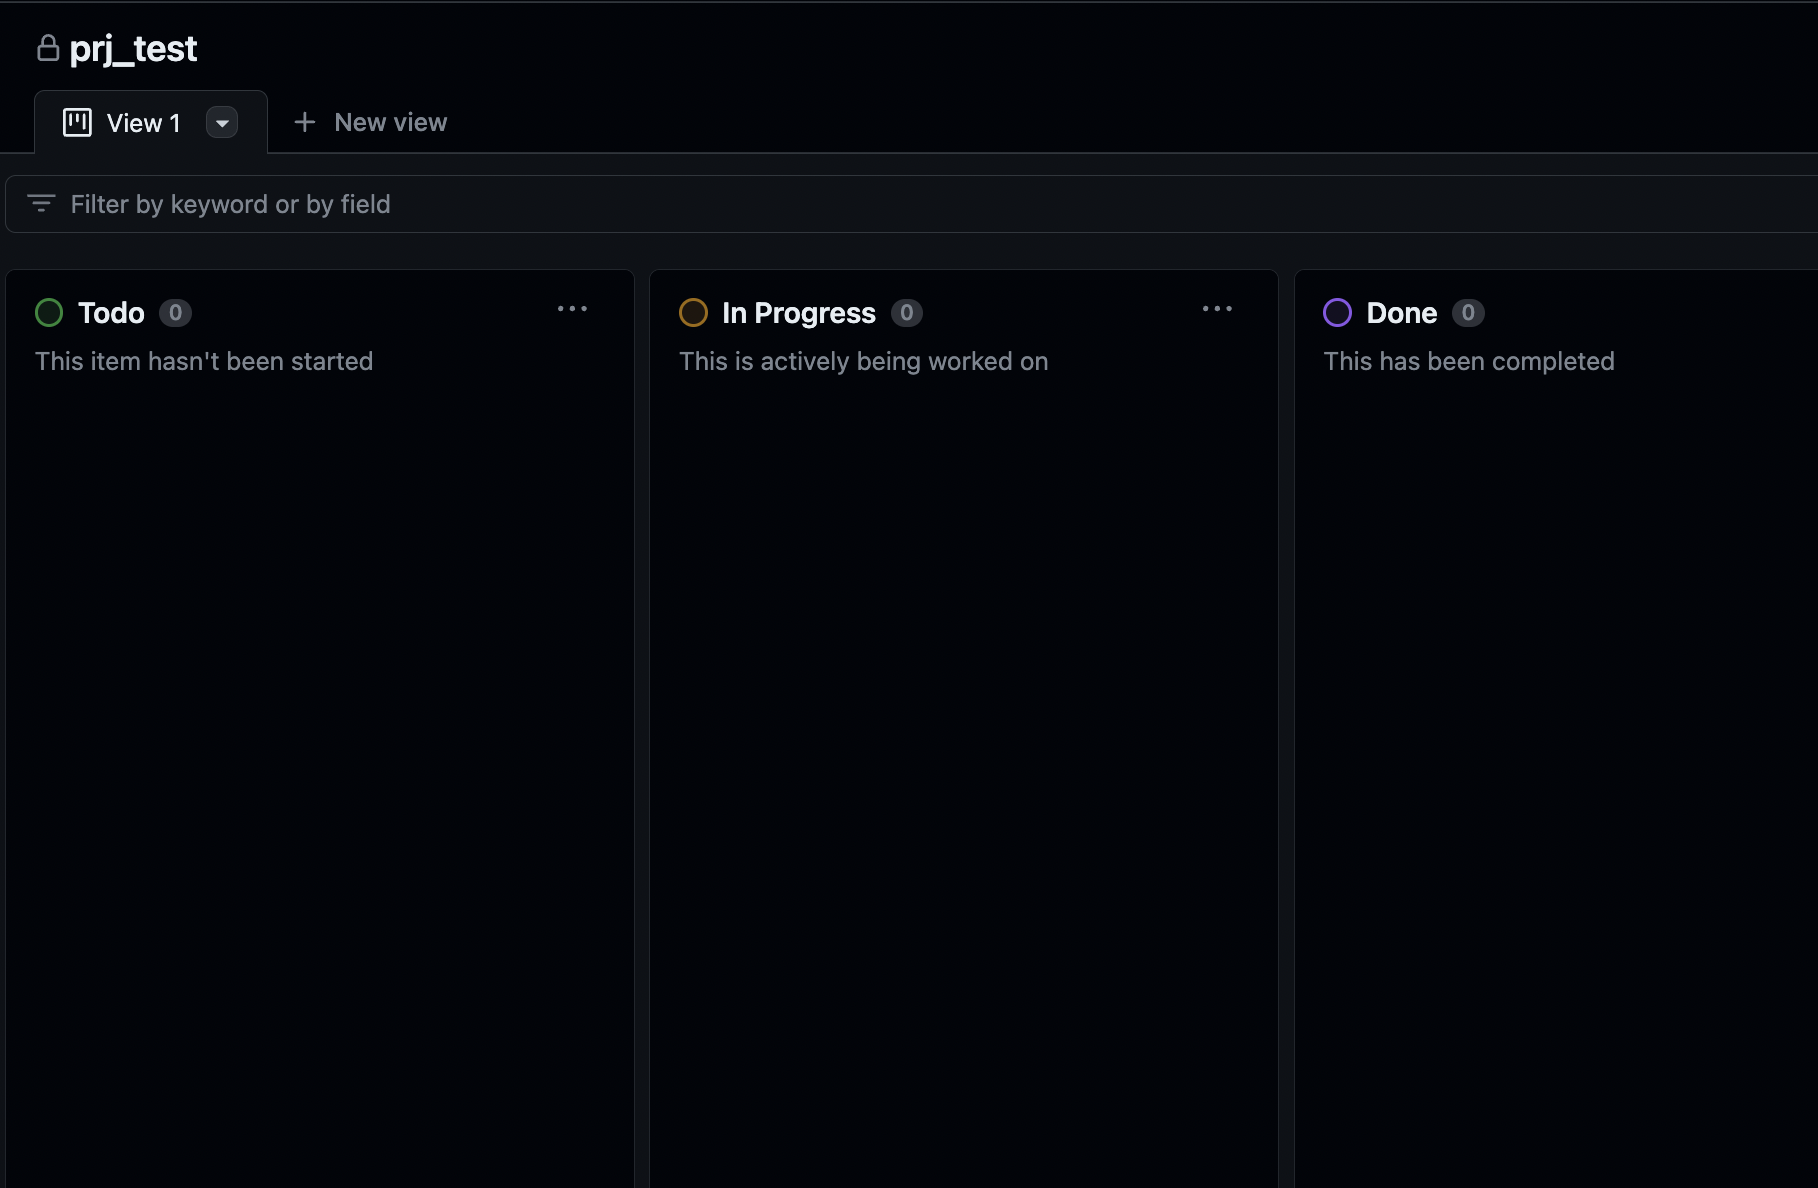 prj_test
View 1
New view
Filter by keyword or by field
Todo 0
This item hasn't been started
In Progress 0
This is actively being worked on
Done 0
This has been completed